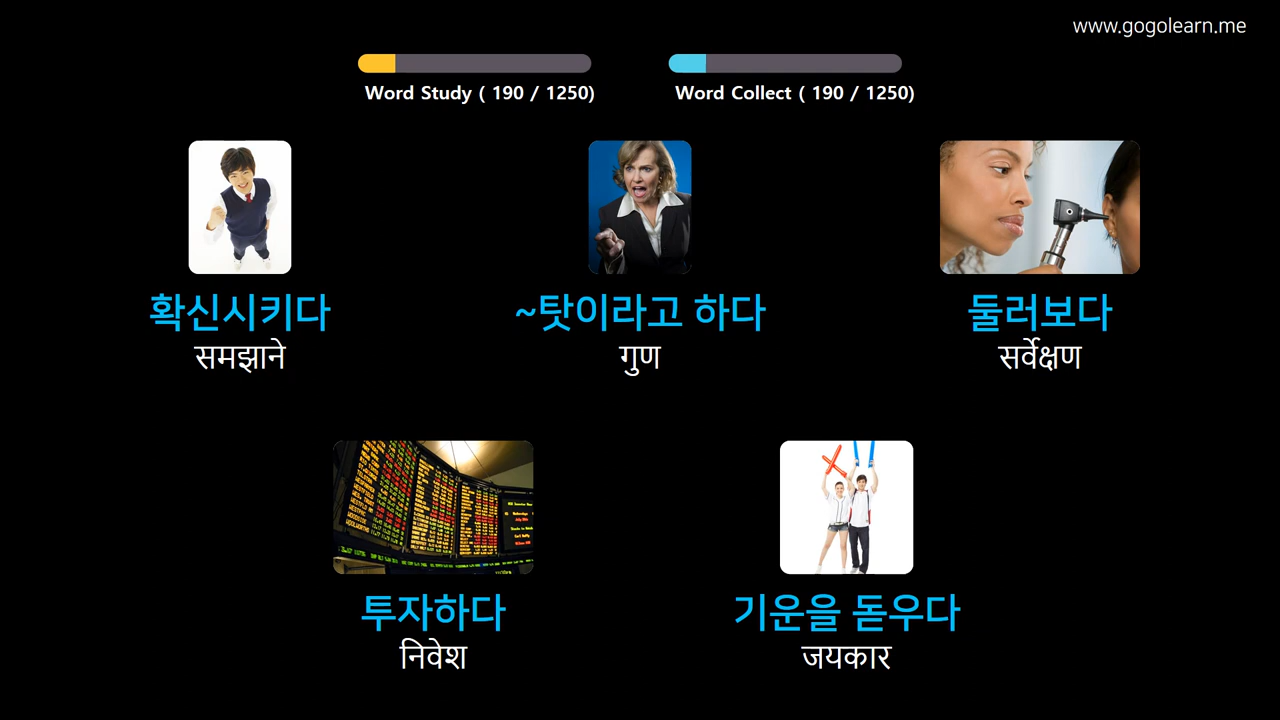 www.gogolearn.me
Word Study ( 190 / 1250)
Word Collect ( 190 / 1250)
확신시키다
समझाने
~탓이라고 하다
गुण
둘러보다
सर्वेक्षण
투자하다
निवेश
기운을 돋우다
जयकार